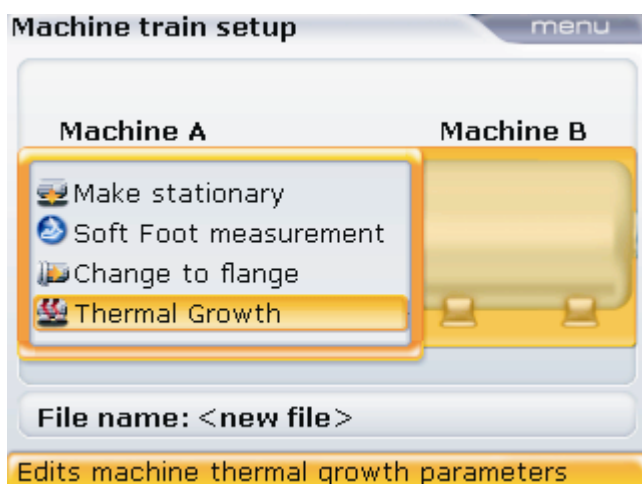 Machine train setup menu
Machine A Machine B
Make stationary
Soft Foot measurement
Change to flange
Thermal Growth
File name: <new file>
Edits machine thermal growth parameters